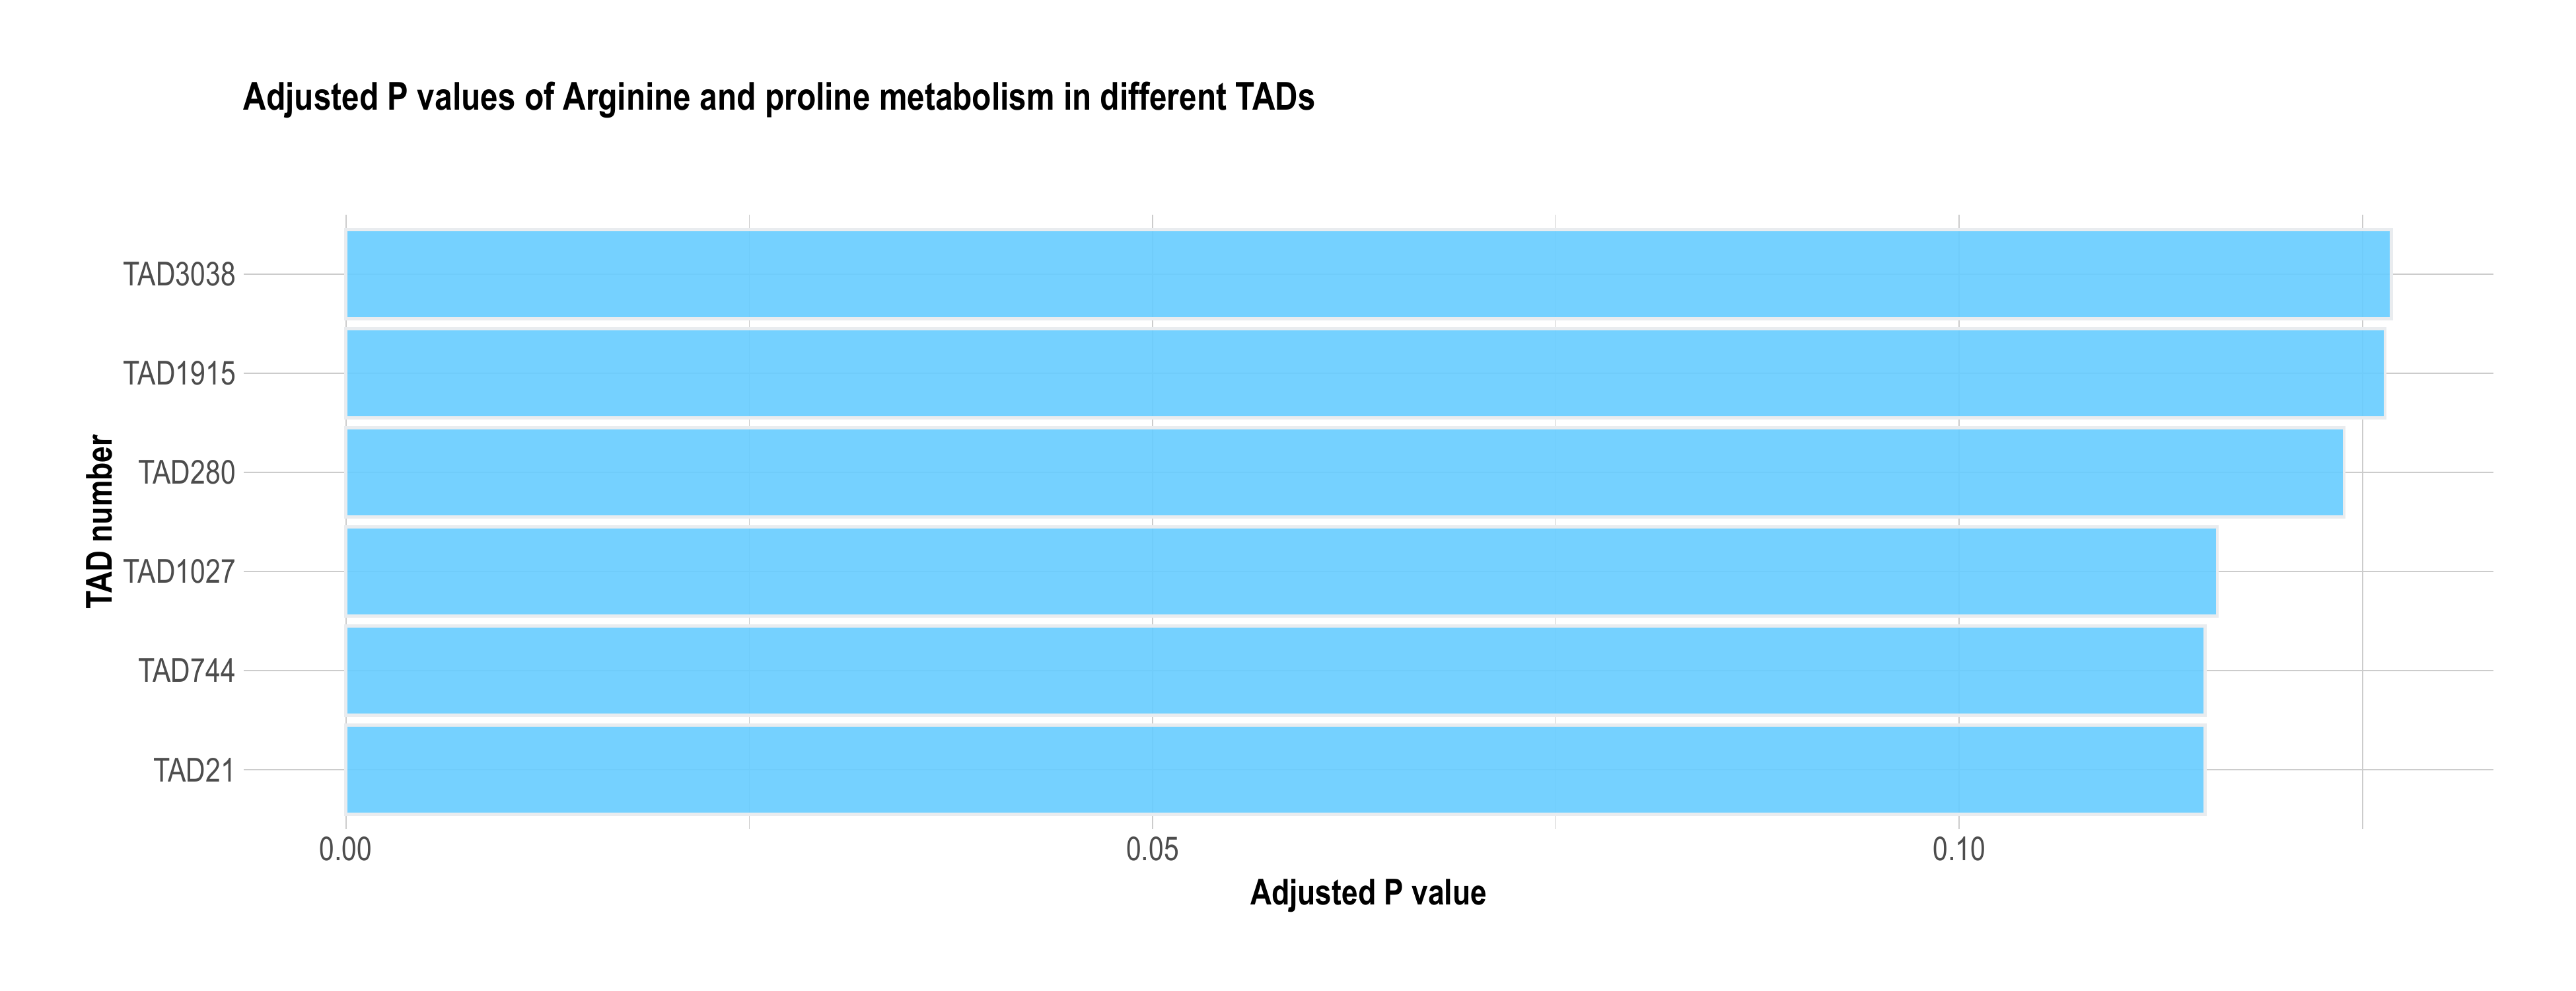 Adjusted P values of Arginine and proline metabolism in different TADs
TAD number
TAD3038
TAD1915
TAD280
TAD1027
TAD744
TAD21
0.00
0.05
0.10
Adjusted P value